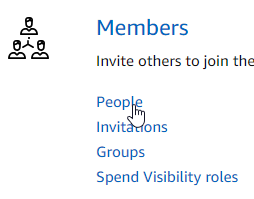 Members
Invite others to join the
People
Invitations
Groups
Spend Visibility roles